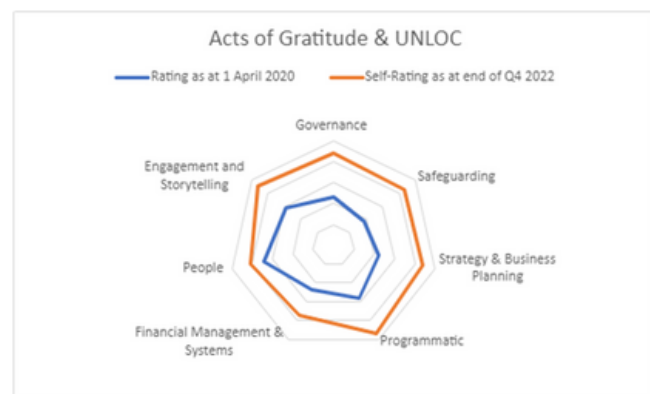 Acts of Gratitude & UNLOC
Rating as at 1 April 2020
Self-Rating as at end of Q4 2022
Governance
Safeguarding
Strategy & Business
Planning
Programmatic
Financial Management &
Systems
People
Engagement and
Storytelling